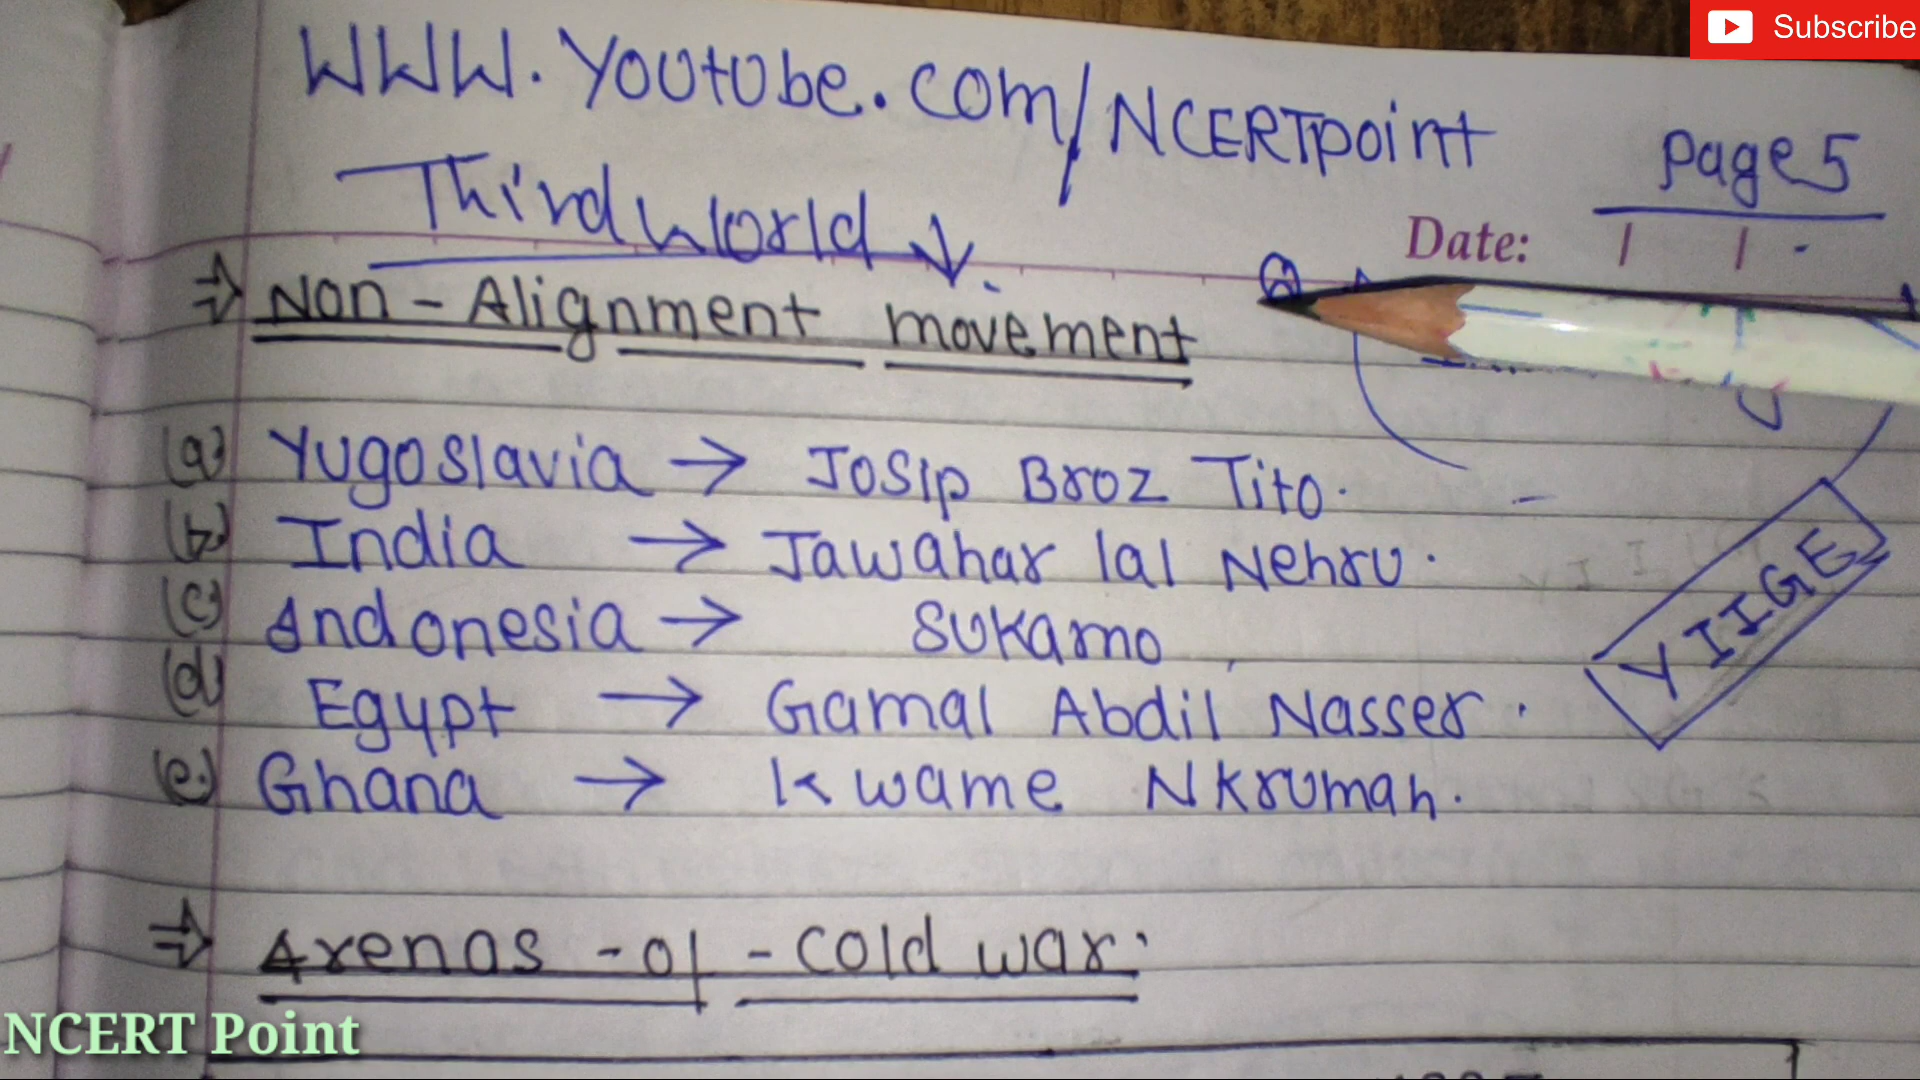 Subscribe
WWW.Youtube.com/NCERTpoint
Page 5
Third World
Date:
⇒ Non-Alignment movement
(a) Yugoslavia → Josip Broz Tito.
(b) India → Jawahar lal Nehru.
(c) Indonesia → Sukarno
(d) Egypt → Gamal Abdil Nasser.
(e) Ghana → Kwame Nkrumah.
YIIGE
⇒ Arenas-of-cold war.
NCERT Point